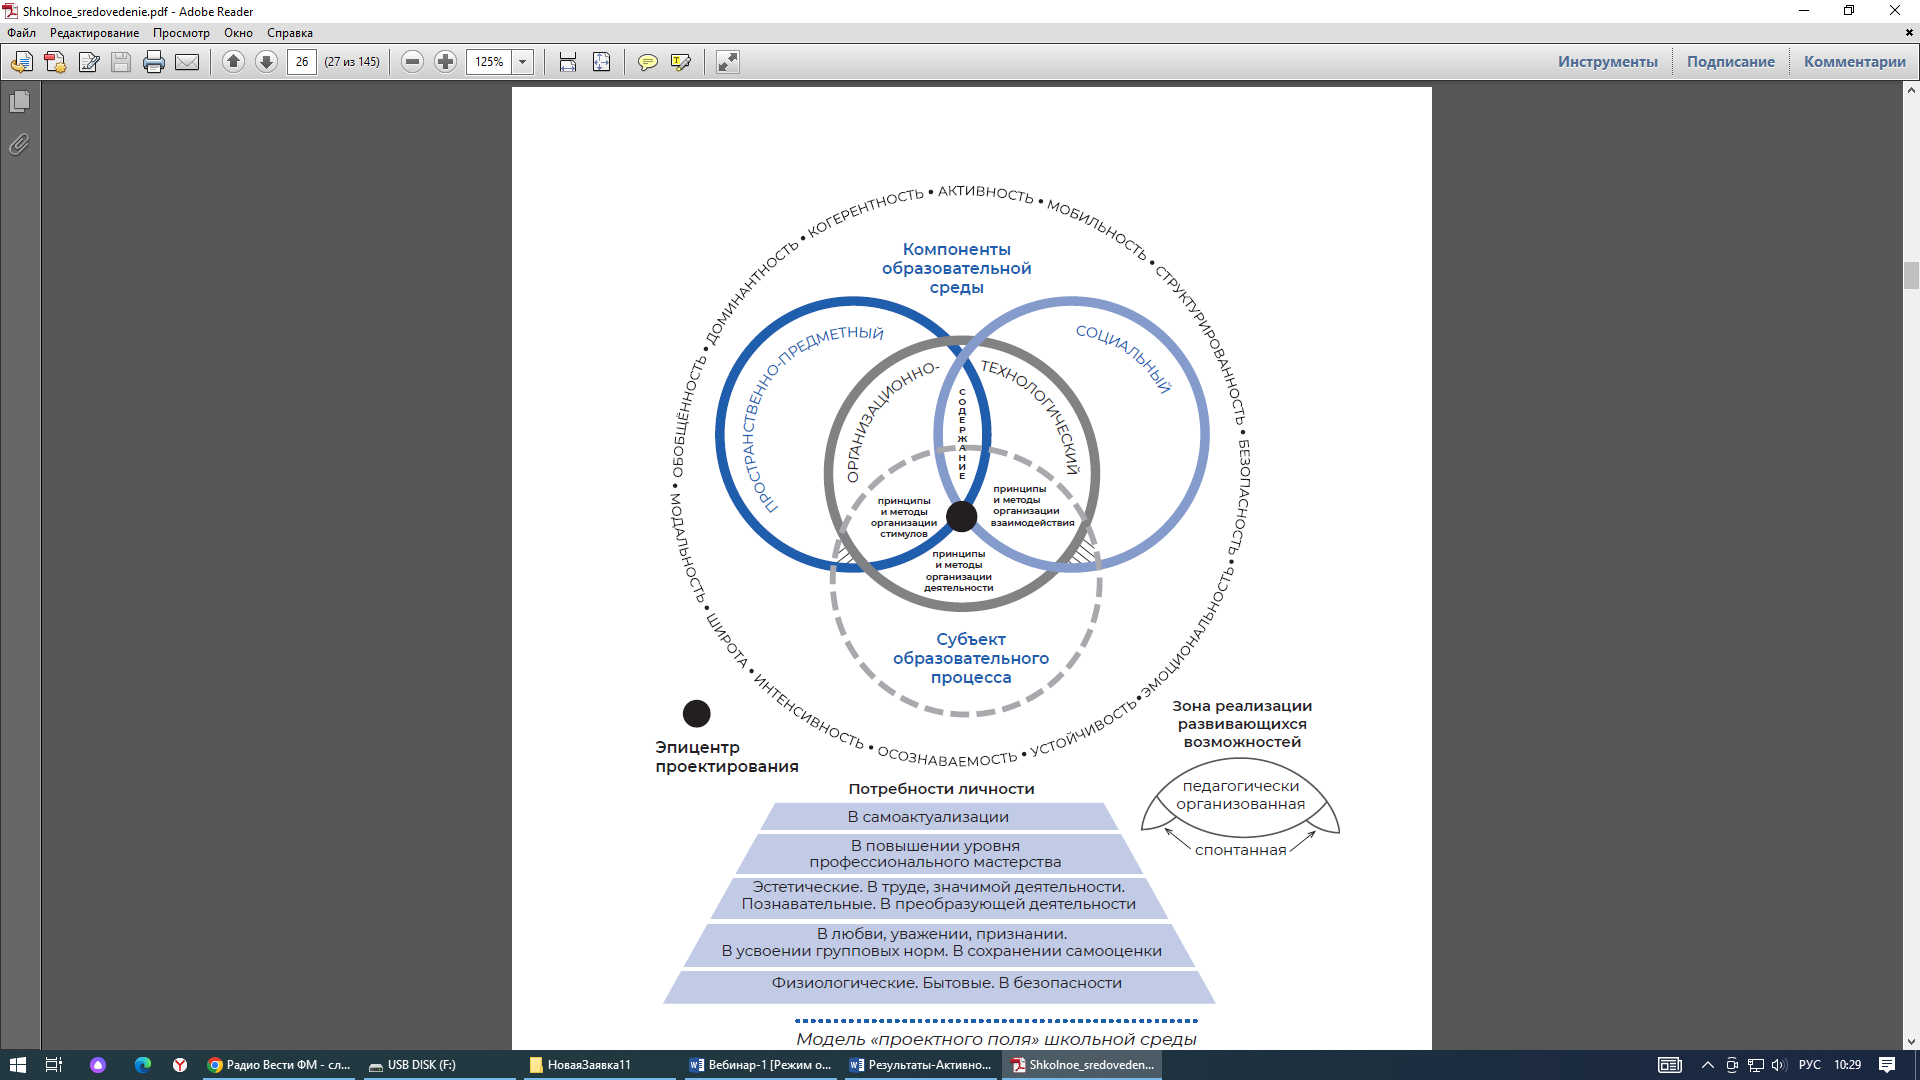 Shkolnoe_sredovedenie.pdf - Adobe Reader
Файл Редактирование Просмотр Окно Справка
26 (27 из 145) 125% Инструменты Подписание Комментарии
ОБОБЩЁННОСТЬ • ДОМИНАНТНОСТЬ • КОГЕРЕНТНОСТЬ • АКТИВНОСТЬ • МОБИЛЬНОСТЬ • СТРУКТУРИРОВАННОСТЬ • БЕЗОПАСНОСТЬ • ЭМОЦИОНАЛЬНОСТЬ • УСТОЙЧИВОСТЬ • ОСОЗНАВАЕМОСТЬ • ИНТЕНСИВНОСТЬ • ШИРОТА • МОДАЛЬНОСТЬ •
Компоненты
образовательной
среды
ПРОСТРАНСТВЕННО-ПРЕДМЕТНЫЙ
СОЦИАЛЬНЫЙ
ОРГАНИЗАЦИОННО-
ТЕХНОЛОГИЧЕСКИЙ
СОДЕРЖАНИЕ
принципы
и методы
организации
стимулов
принципы
и методы
организации
взаимодействия
принципы
и методы
организации
деятельности
Субъект
образовательного
процесса
Эпицентр
проектирования
Зона реализации
развивающихся
возможностей
педагогически
организованная
спонтанная
Потребности личности
В самоактуализации
В повышении уровня
профессионального мастерства
Эстетические. В труде, значимой деятельности.
Познавательные. В преобразующей деятельности
В любви, уважении, признании.
В усвоении групповых норм. В сохранении самооценки
Физиологические. Бытовые. В безопасности
Модель «проектного поля» школьной среды
Радио Вести ФМ - сл... USB DISK (F:) НоваяЗаявка11 Вебинар-1 [Режим о... Результаты-Активно... Shkolnoe_sredoveden... РУС 10:29